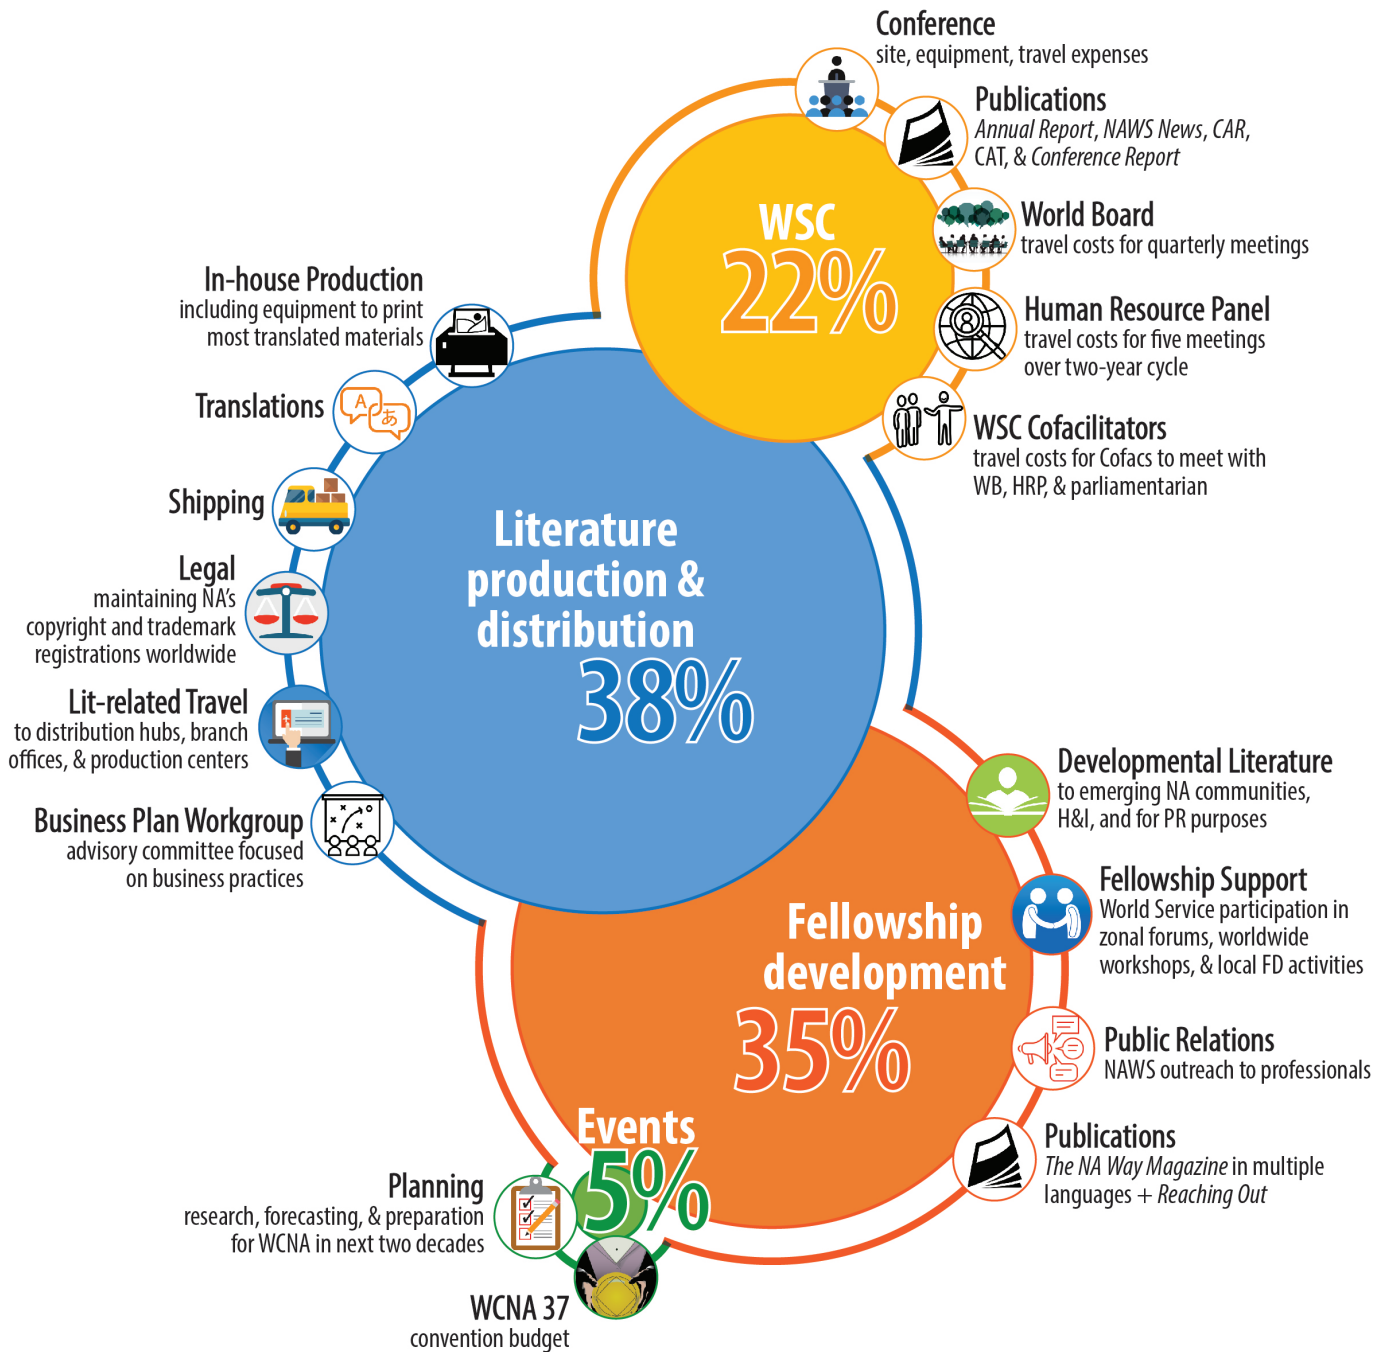 Conference
site, equipment, travel expenses
Publications
Annual Report, NAWS News, CAR,
CAT, & Conference Report
World Board
travel costs for quarterly meetings
Human Resource Panel
travel costs for five meetings
over two-year cycle
WSC Cofacilitators
travel costs for Cofacs to meet with
WB, HRP, & parliamentarian
WSC
22%
In-house Production
including equipment to print
most translated materials
Translations
A
あ
Shipping
Legal
maintaining NA's
copyright and trademark
registrations worldwide
Lit-related Travel
to distribution hubs, branch
offices, & production centers
Business Plan Workgroup
advisory committee focused
on business practices
Literature
production &
distribution
38%
Developmental Literature
to emerging NA communities,
H&I, and for PR purposes
Fellowship Support
World Service participation in
zonal forums, worldwide
workshops, & local FD activities
Public Relations
NAWS outreach to professionals
Publications
The NA Way Magazine in multiple
languages + Reaching Out
Fellowship
development
35%
Events
5%
Planning
research, forecasting, & preparation
for WCNA in next two decades
WCNA 37
convention budget